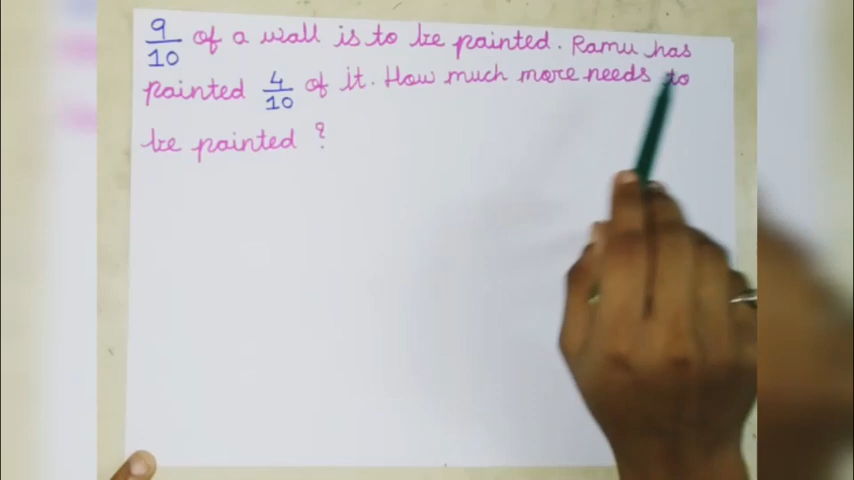 9/10 of a wall is to be painted. Ramu has
painted 4/10 of it. How much more needs to
be painted ?